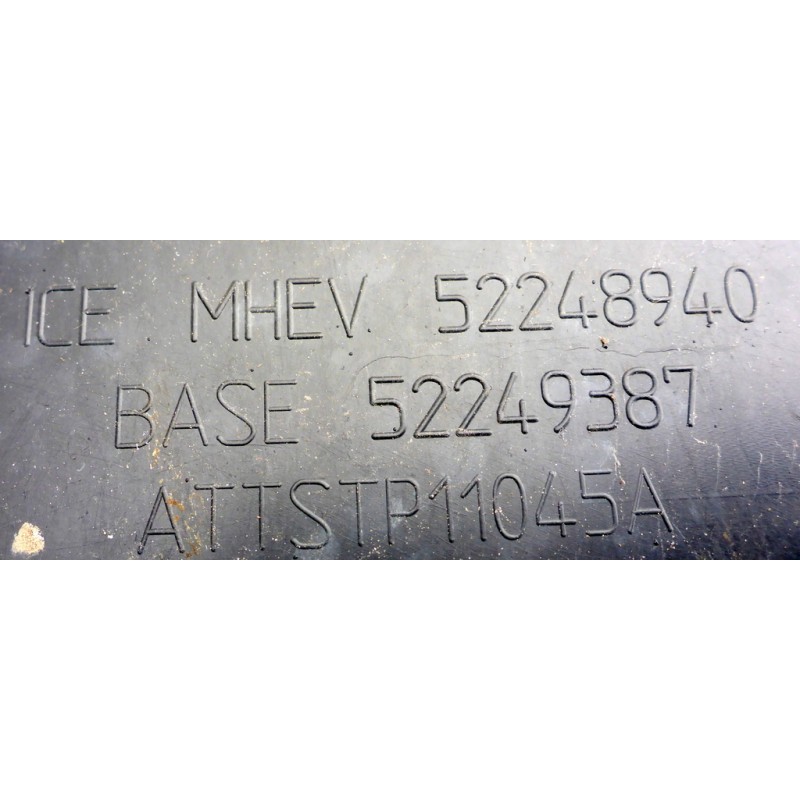 ICE MHEV 52248940
BASE 52249387
ATTSTP11045A